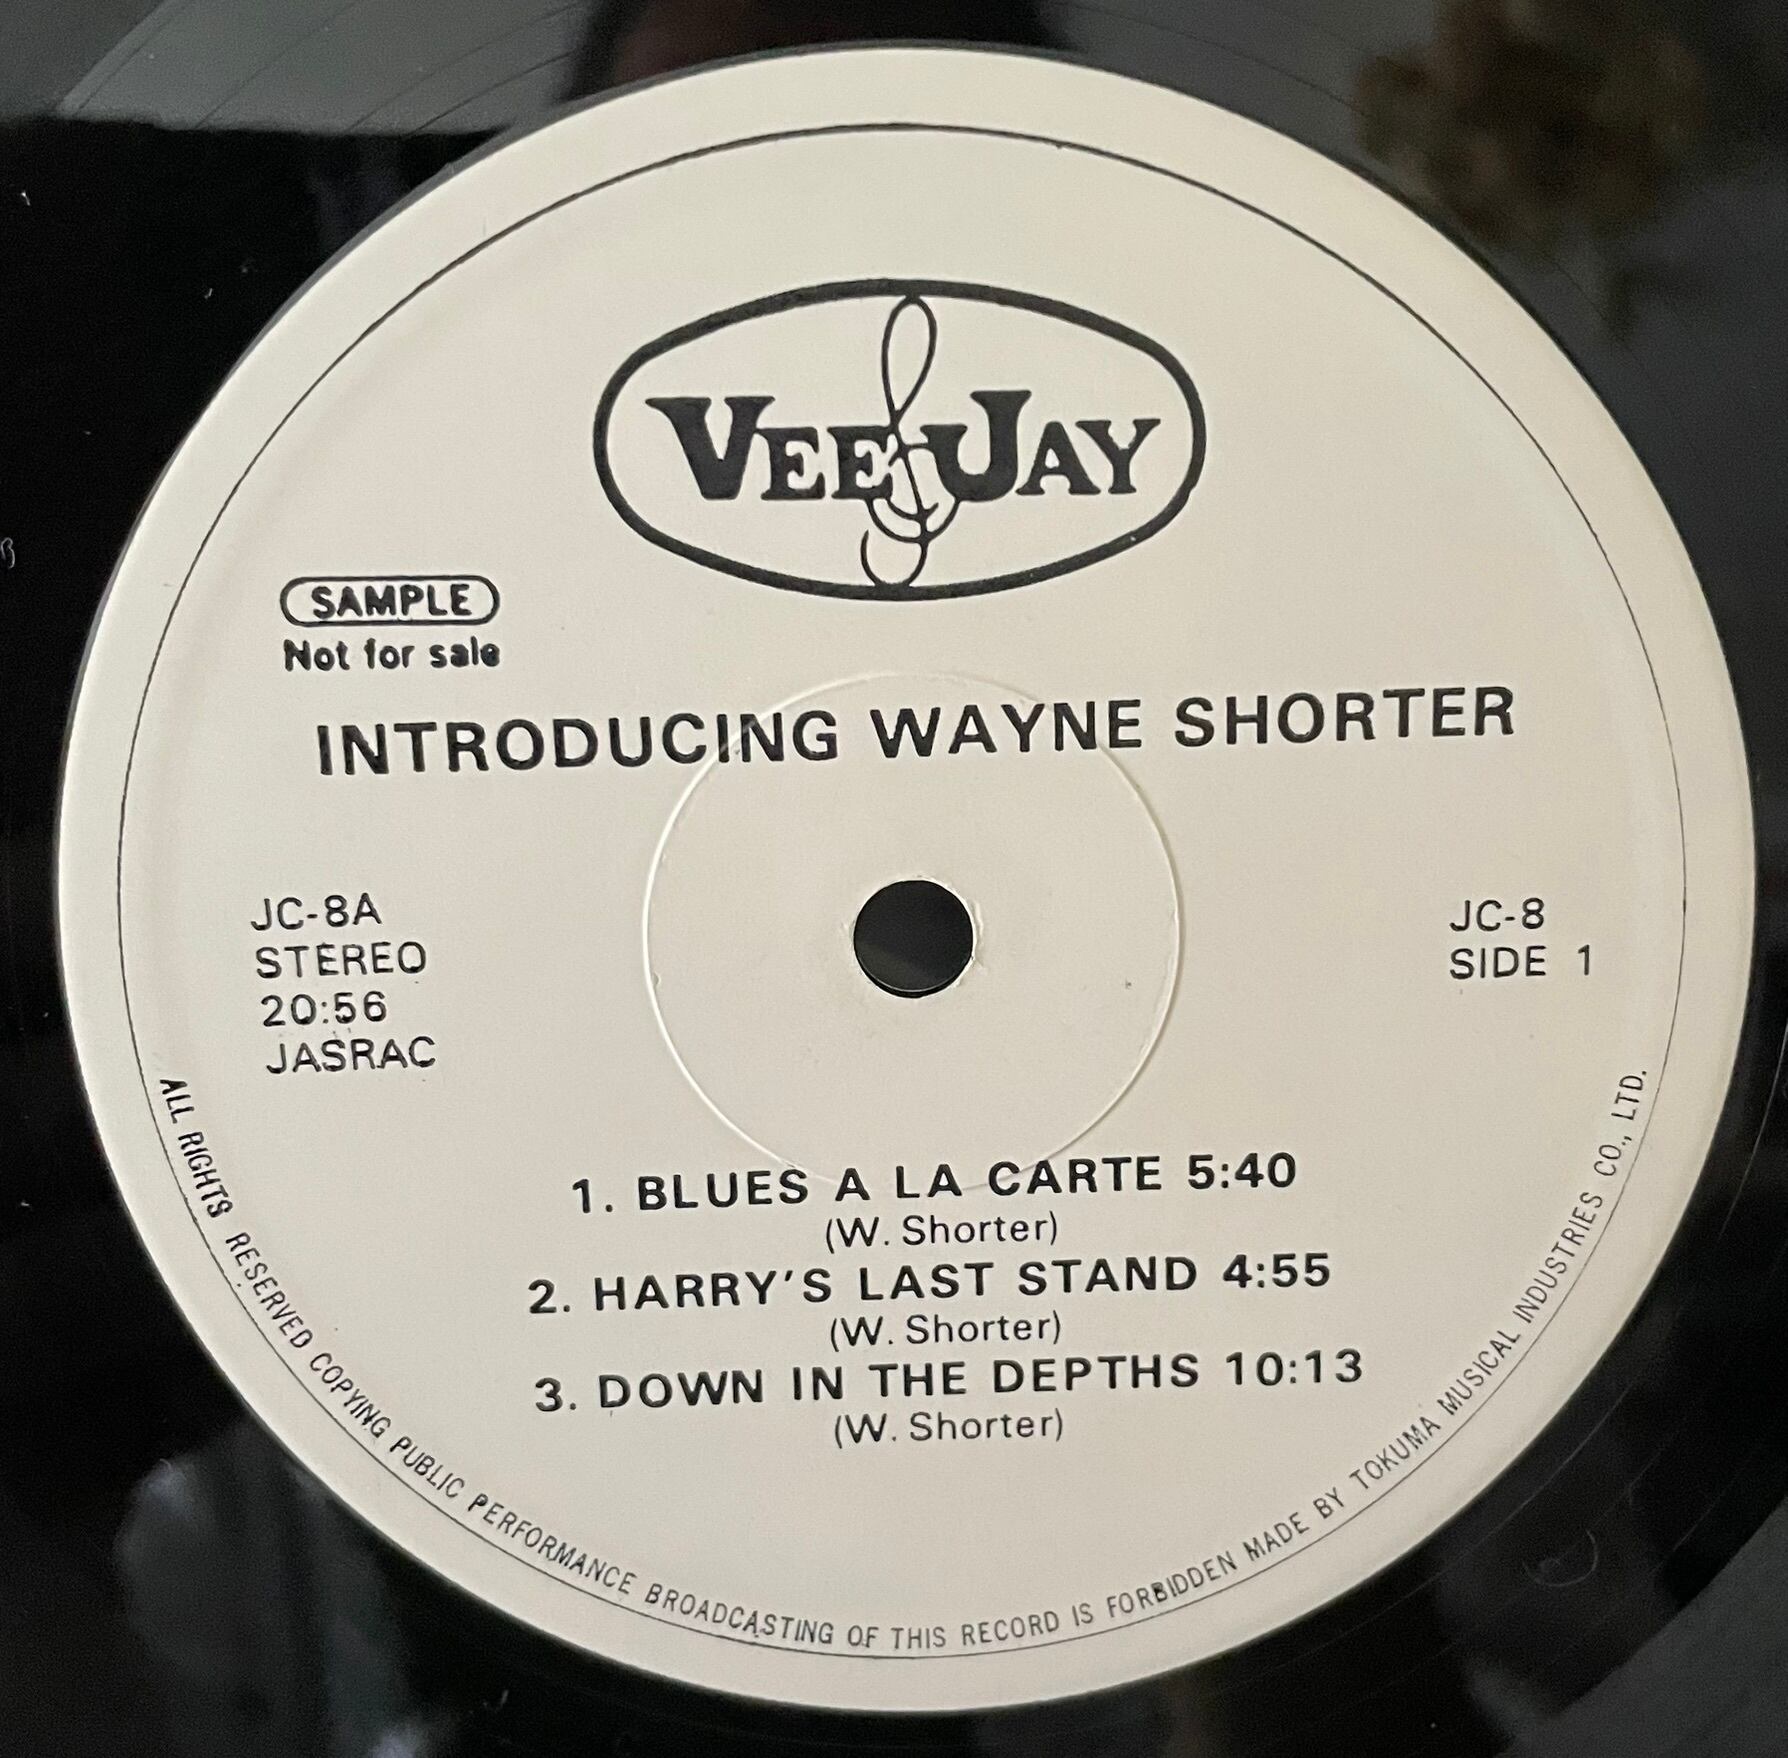 VEE JAY
SAMPLE
Not for sale
INTRODUCING WAYNE SHORTER
JC-8A
STEREO
20:56
JASRAC
JC-8
SIDE 1
1. BLUES A LA CARTE 5:40
(W. Shorter)
2. HARRY'S LAST STAND 4:55
(W. Shorter)
3. DOWN IN THE DEPTHS 10:13
(W. Shorter)
ALL RIGHTS RESERVED COPYING PUBLIC PERFORMANCE BROADCASTING OF THIS RECORD IS FORBIDDEN MADE BY TOKUMA MUSICAL INDUSTRIES CO., LTD.